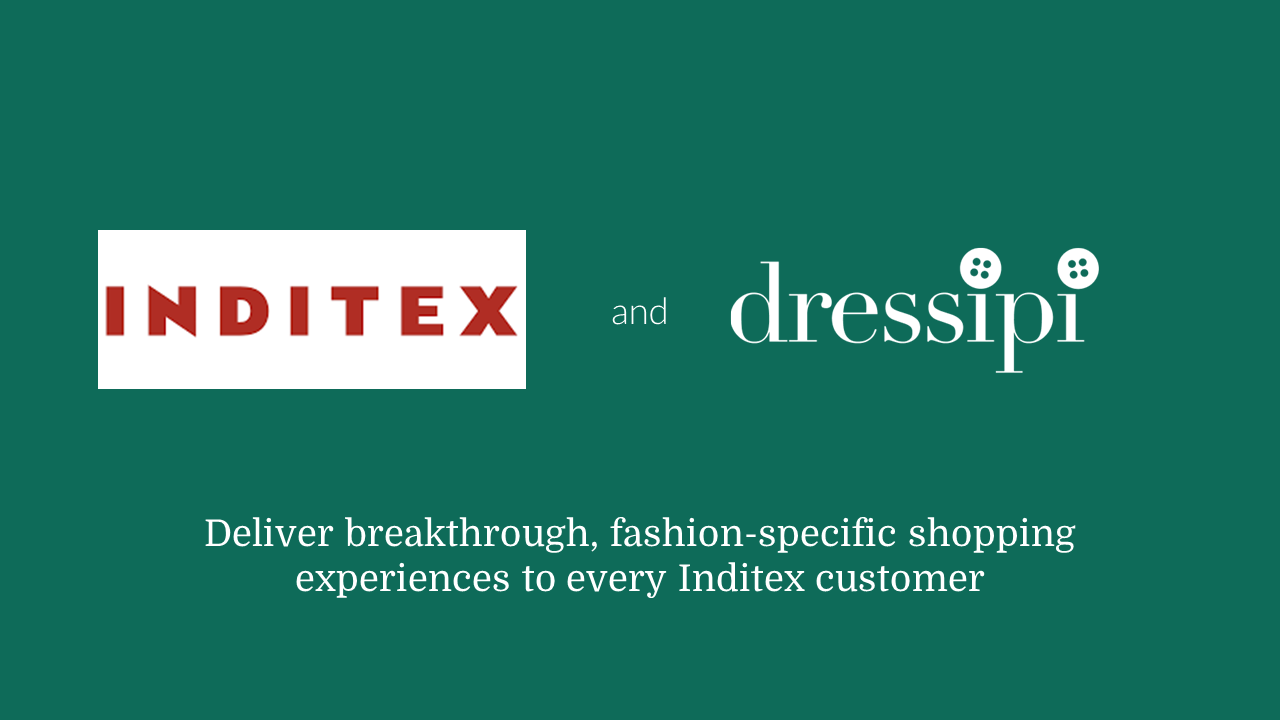 INDITEX
and
dressipi
Deliver breakthrough, fashion-specific shopping
experiences to every Inditex customer